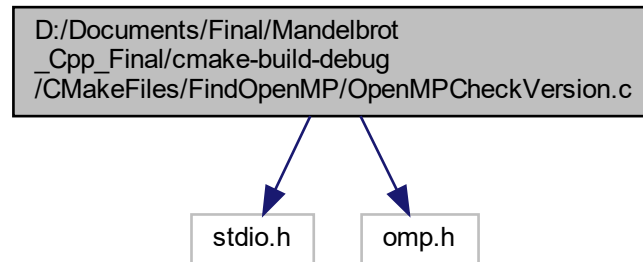 D:/Documents/Final/Mandelbrot
_Cpp_Final/cmake-build-debug
/CMakeFiles/FindOpenMP/OpenMPCheckVersion.c
stdio.h
omp.h